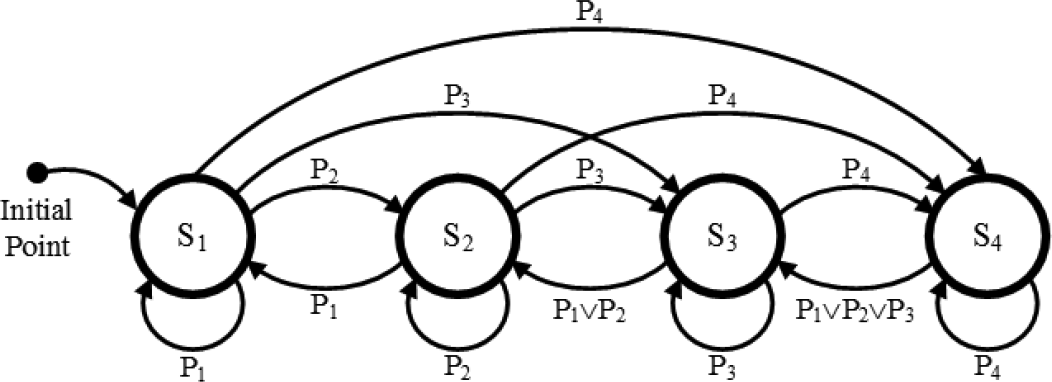 P₄
P₃
P₄
P₂
P₃
P₄
Initial
Point
S₁
S₂
S₃
S₄
P₁
P₁∨P₂
P₁∨P₂∨P₃
P₁
P₂
P₃
P₄